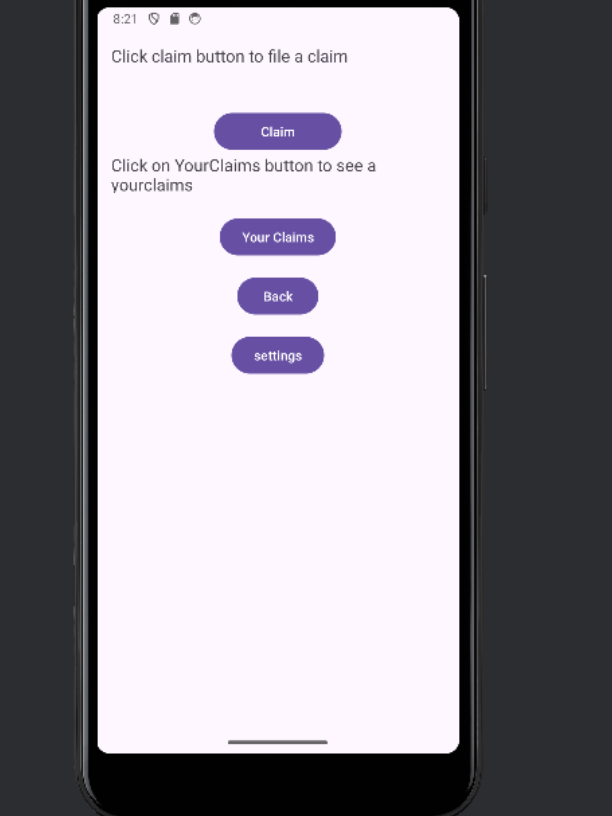 8:21
Click claim button to file a claim
Claim
Click on YourClaims button to see a
yourclaims
Your Claims
Back
settings